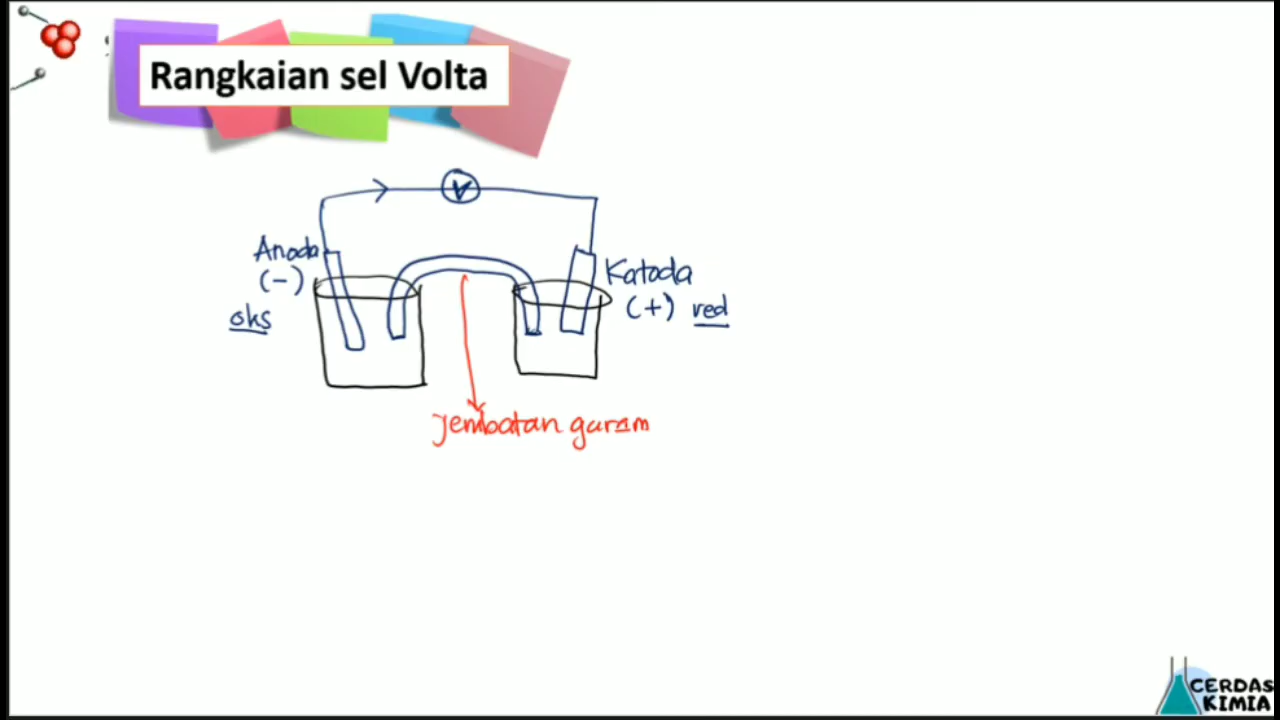 Rangkaian sel Volta
V
Anoda
(-)
oks
Katoda
(+) red
jembatan garam
CERDAS
KIMIA